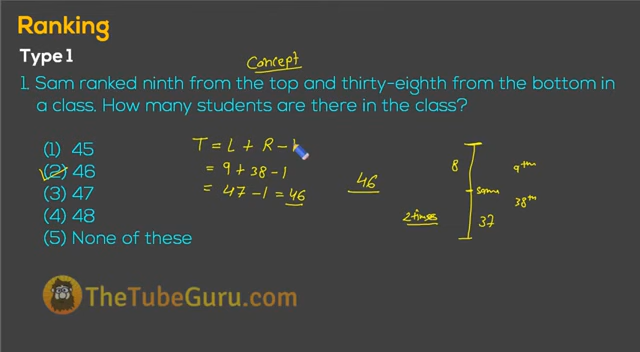 Ranking
Type 1
Concept
1. Sam ranked ninth from the top and thirty-eighth from the bottom in
a class. How many students are there in the class?
(1) 45
(2) 46
(3) 47
(4) 48
(5) None of these
T = L + R - 1
= 9 + 38 - 1
= 47 - 1 = 46
46
8
9th
Sam
38th
2 times
37
TheTubeGuru.com